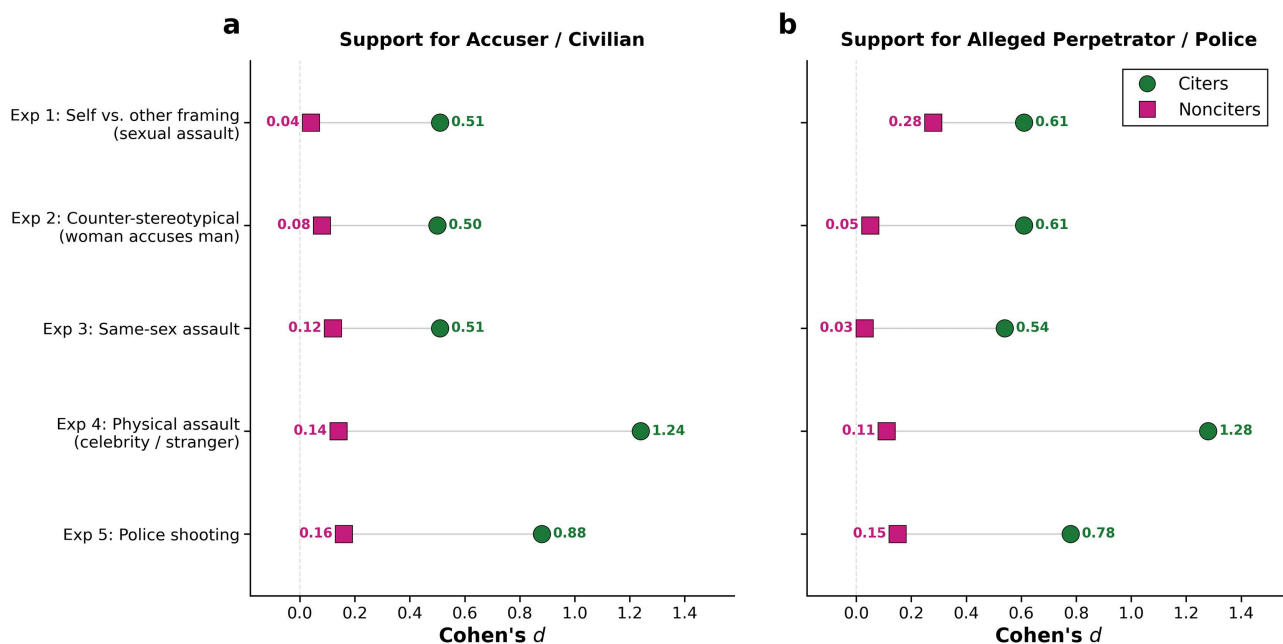 a
Support for Accuser / Civilian
Exp 1: Self vs. other framing
(sexual assault)
0.04
0.51
Exp 2: Counter-stereotypical
(woman accuses man)
0.08
0.50
Exp 3: Same-sex assault
0.12
0.51
Exp 4: Physical assault
(celebrity / stranger)
0.14
1.24
Exp 5: Police shooting
0.16
0.88
0.0 0.2 0.4 0.6 0.8 1.0 1.2 1.4
Cohen's d
b
Support for Alleged Perpetrator / Police
Citers
Nonciters
0.28
0.61
0.05
0.61
0.03
0.54
0.11
1.28
0.15
0.78
0.0 0.2 0.4 0.6 0.8 1.0 1.2 1.4
Cohen's d